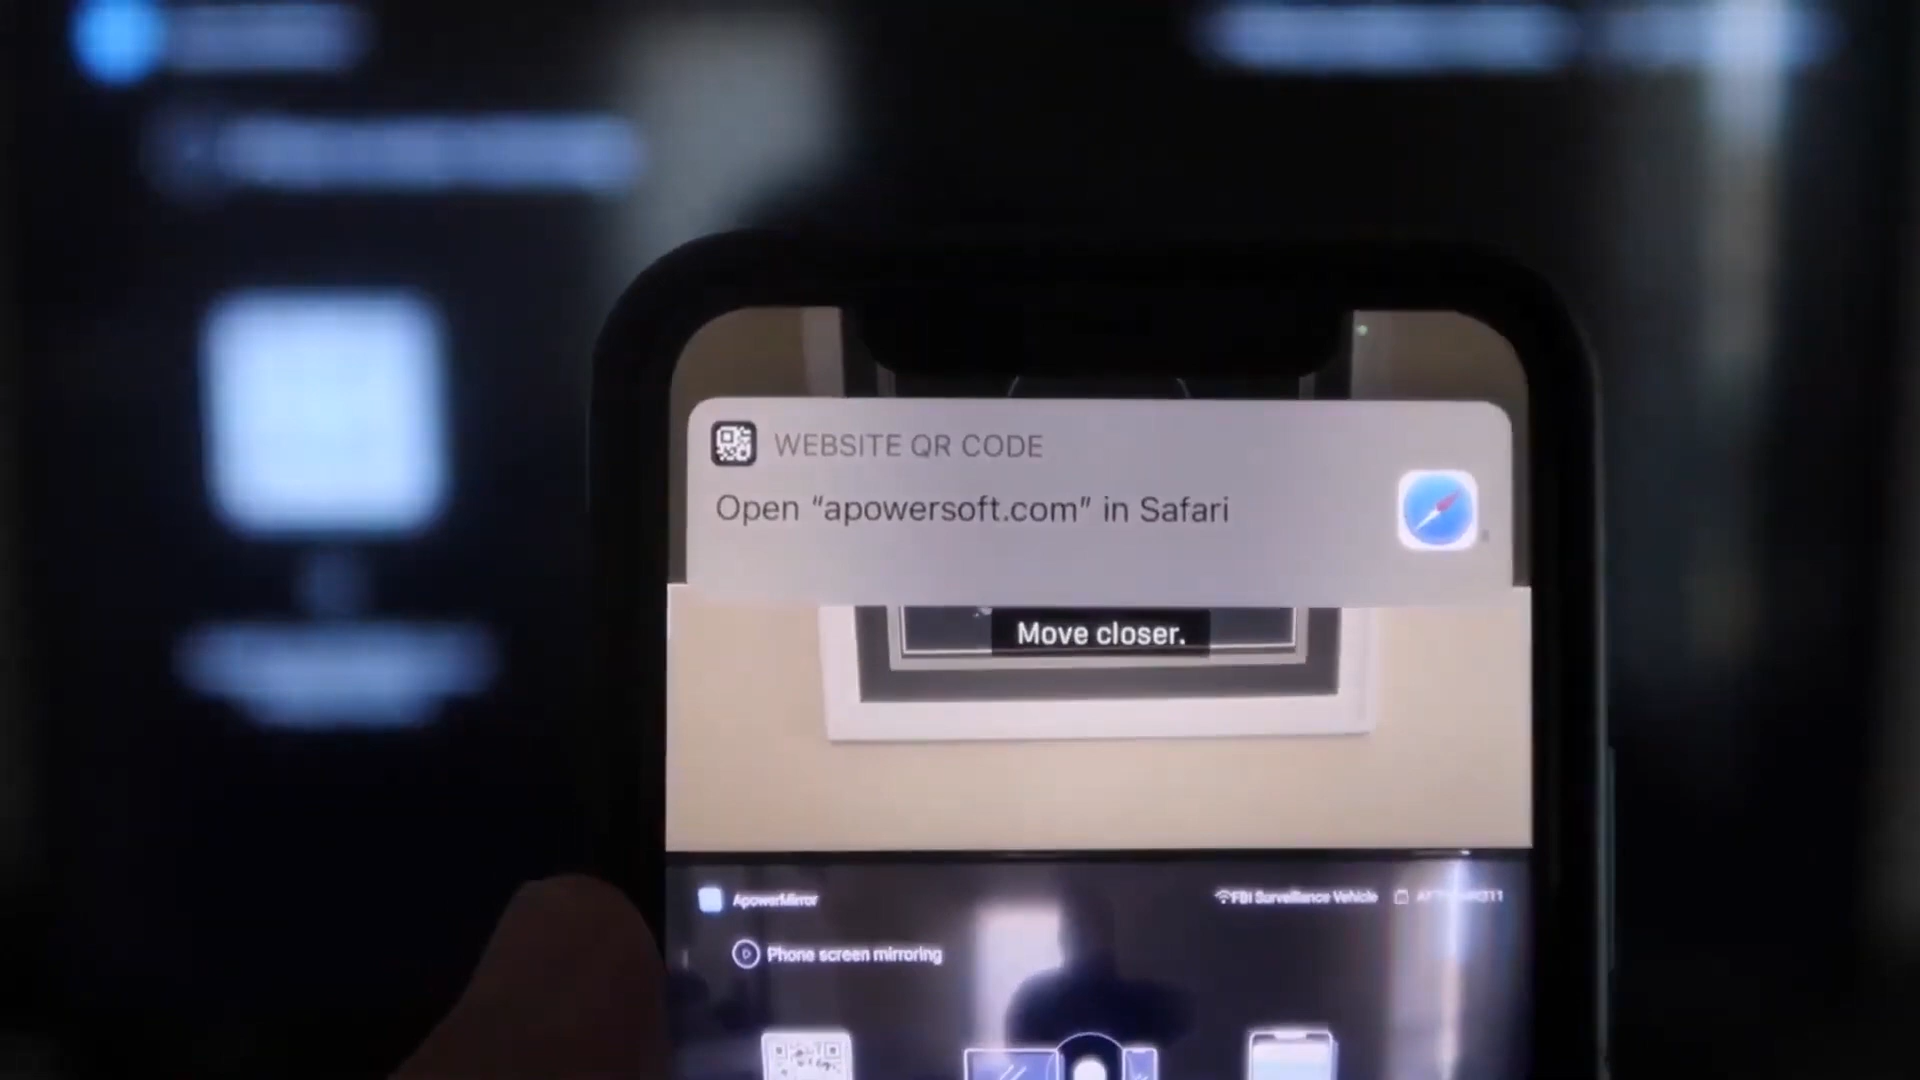 WEBSITE QR CODE
Open “apowersoft.com” in Safari
Move closer.
ApowerMirror
FBI Surveillance Vehicle
Phone screen mirroring